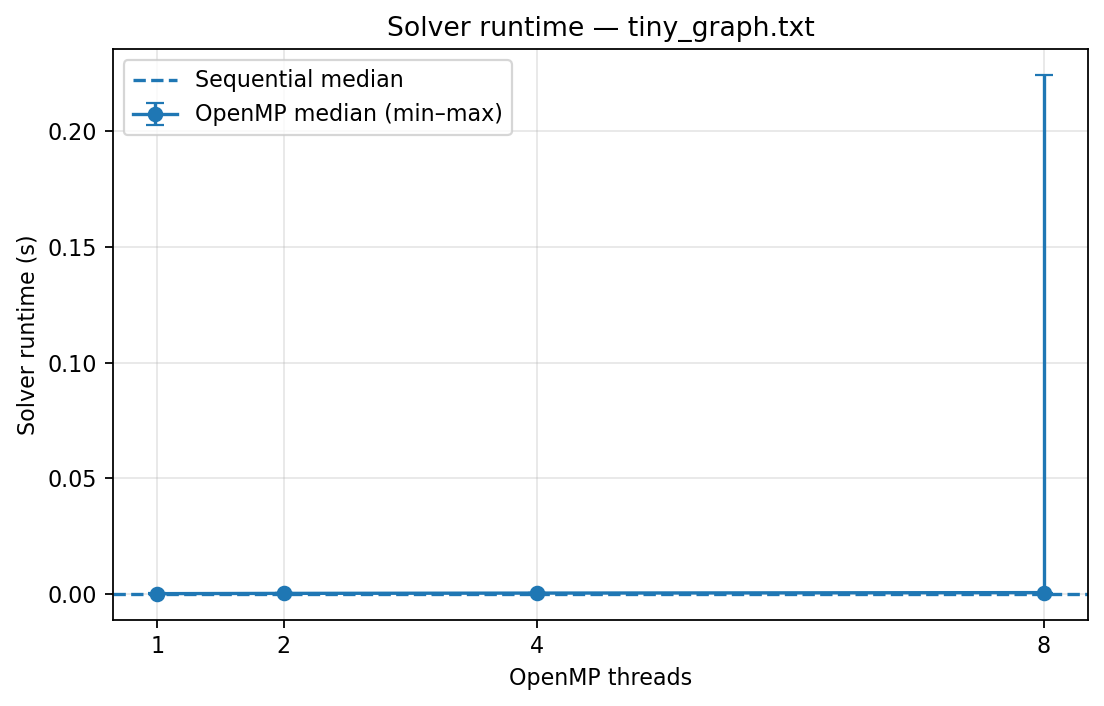 Solver runtime — tiny_graph.txt
Sequential median
OpenMP median (min–max)
Solver runtime (s)
0.20
0.15
0.10
0.05
0.00
1 2 4 8
OpenMP threads